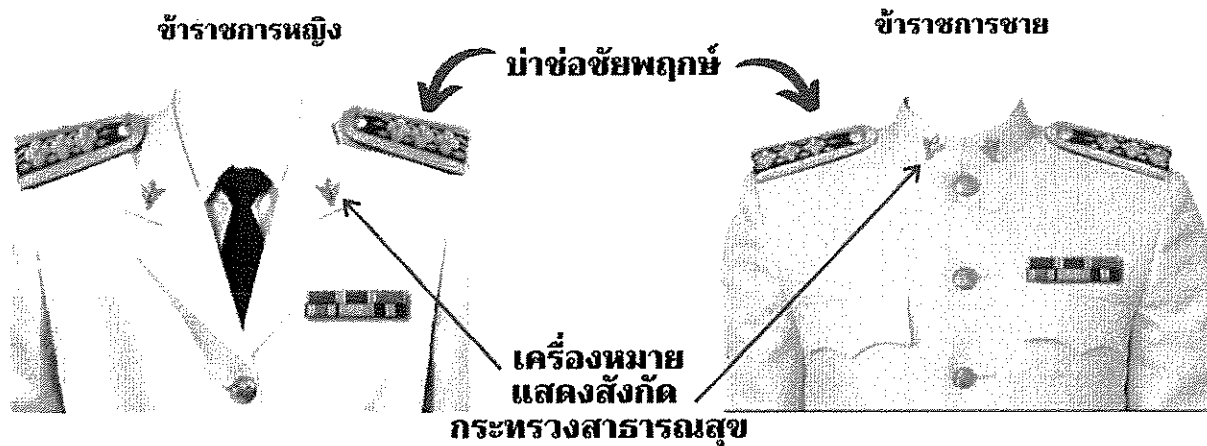 ข้าราชการหญิง
ข้าราชการชาย
บ่าช่อชัยพฤกษ์
เครื่องหมาย
แสดงสังกัด
กระทรวงสาธารณสุข